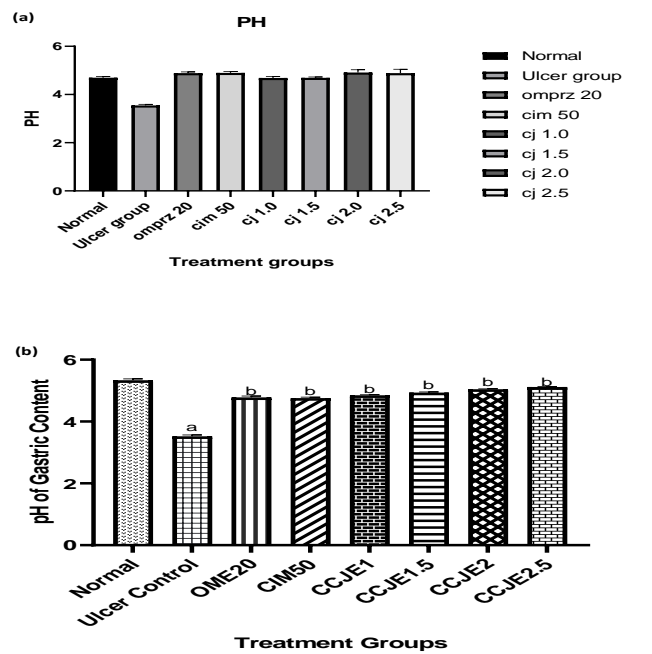 (a)
PH
6
4
2
0
PH
Normal
Ulcer group
omprz 20
cim 50
cj 1.0
cj 1.5
cj 2.0
cj 2.5
Treatment groups
Normal
Ulcer group
omprz 20
cim 50
cj 1.0
cj 1.5
cj 2.0
cj 2.5
(b)
6
4
2
0
pH of Gastric Content
a
b
b
b
b
b
b
Normal
Ulcer Control
OME20
CIM50
CCJE1
CCJE1.5
CCJE2
CCJE2.5
Treatment Groups